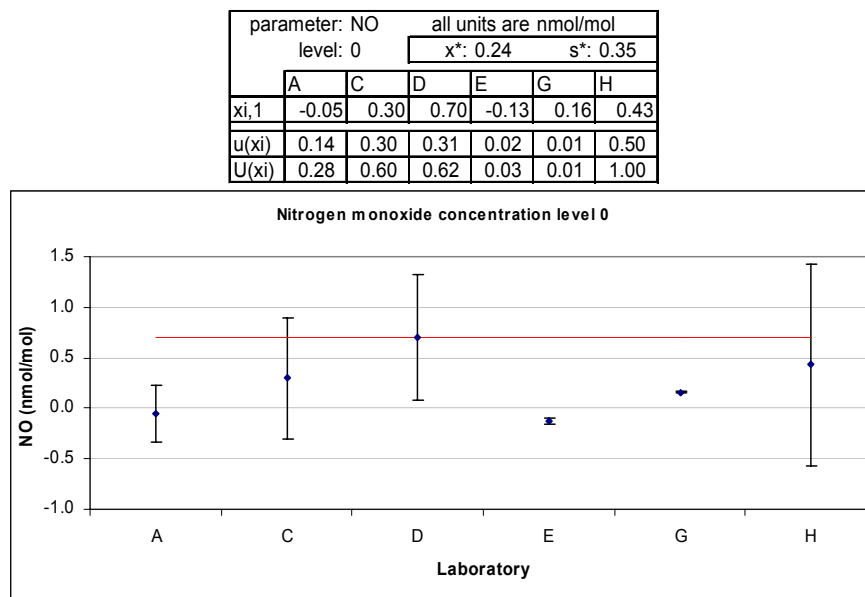 parameter: NO all units are nmol/mol
level: 0 x*: 0.24 s*: 0.35
A C D E G H
xi,1 -0.05 0.30 0.70 -0.13 0.16 0.43
u(xi) 0.14 0.30 0.31 0.02 0.01 0.50
U(xi) 0.28 0.60 0.62 0.03 0.01 1.00
Nitrogen monoxide concentration level 0
1.5
1.0
0.5
0.0
-0.5
-1.0
NO (nmol/mol)
A C D E G H
Laboratory